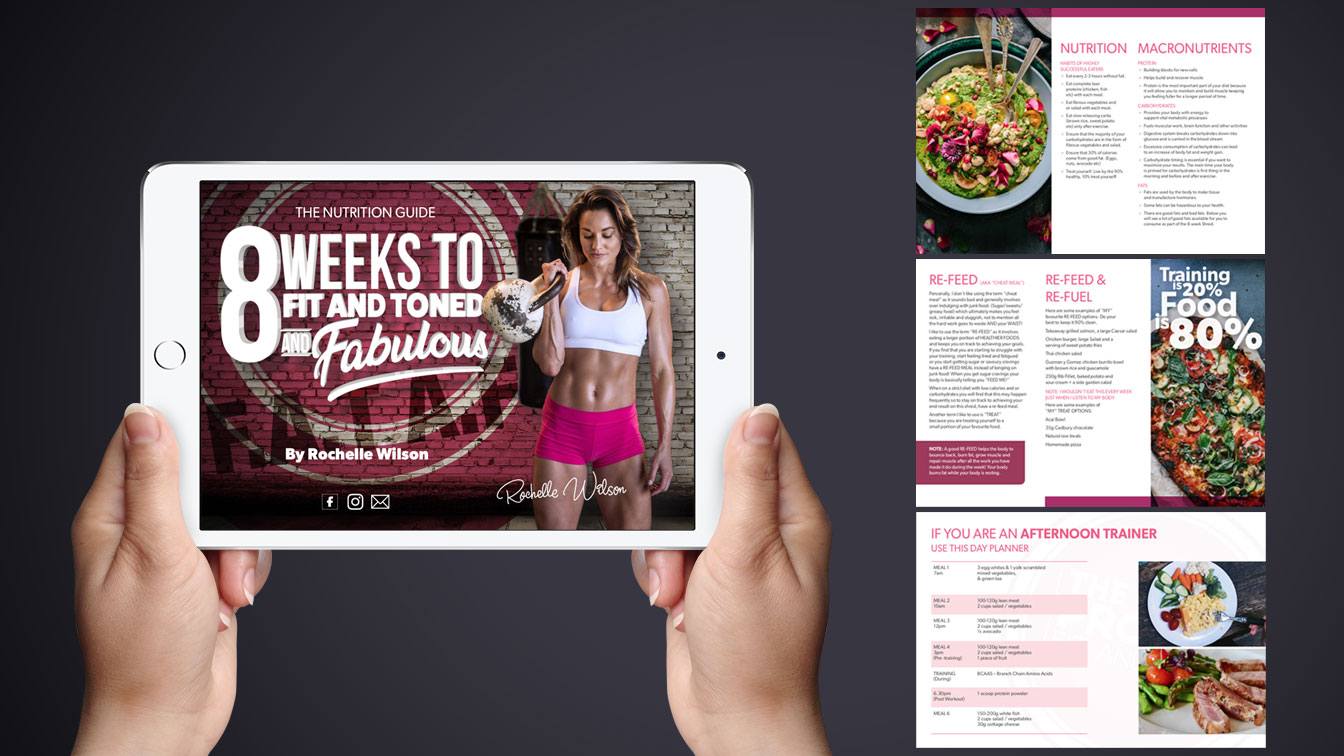 THE NUTRITION GUIDE
8 WEEKS TO
FIT AND TONED
AND Fabulous
By Rochelle Wilson
Rochelle Wilson
NUTRITION
HABITS OF HIGHLY
SUCCESSFUL EATERS
Eat every 2-3 hours without fail.
Eat complete lean
proteins (chicken, fish
etc) with each meal.
Eat fibrous vegetables and
or salad with each meal.
Eat slow releasing carbs
(brown rice, sweet potato
etc) only after exercise.
Ensure that the majority of your
carbohydrates are in the form of
fibrous vegetables and salad.
Ensure that 30% of calories
come from good fat. (Eggs,
nuts, avocado etc)
Treat yourself! Live by the 90%
healthy, 10% treat yourself!
MACRONUTRIENTS
PROTEIN:
Building blocks for new cells
Helps build and recover muscle
Protein is the most important part of your diet because
it will allow you to maintain and build muscle keeping
you feeling fuller for a longer period of time.
CARBOHYDRATES
Provides your body with energy to
support vital metabolic processes
Fuels muscular work, brain function and other activities
Digestive system breaks carbohydrates down into
glucose and is carried in the blood stream
Excessive consumption of carbohydrates can lead
to an increase of body fat and weight gain.
Carbohydrate timing is essential if you want to
maximise your results. The main time your body
is primed for carbohydrates is first thing in the
morning and before and after exercise.
FATS
Fats are used by the body to make tissue
and manufacture hormones.
Some fats can be hazardous to your health.
There are good fats and bad fats. Below you
will see a lot of good fats available for you to
consume as part of the 8 week Shred.
RE-FEED (AKA "CHEAT MEAL")
Personally, I don't like using the term "cheat
meal" as it sounds bad and generally involves
over indulging with junk food. (Sugar/sweets/
greasy food) which ultimately makes you feel
sick, irritable and sluggish, not to mention all
the hard work goes to waste AND your WAIST!
I like to use the term "RE-FEED" as it involves
eating a larger portion of HEALTHIER FOODS
and keeps you on track to achieving your goals.
If you find that you are starting to struggle with
your training, start feeling tired and fatigued
or you start getting sugar or savoury cravings
have a RE-FEED MEAL instead of longing on
junk food! When you get sugar cravings your
body is basically telling you "FEED ME!"
When on a strict diet with low calories and or
carbohydrates you will find that this may happen
frequently so to stay on track to achieving your
end result on this shred, have a re-feed meal.
Another term I like to use is "TREAT"
because you are treating yourself to a
small portion of your favourite food.
NOTE: A good RE-FEED helps the body to
bounce back, burn fat, grow muscle and
repair muscle after all the work you have
made it do during the week! Your body
burns fat while your body is resting.
RE-FEED &
RE-FUEL
Here are some examples of "MY"
favourite RE-FEED options. Do your
best to keep it 90% clean.
Takeaway grilled salmon, a large Caesar salad
Chicken burger, large Salad and a
serving of sweet potato fries
Thai chicken salad
Guzman y Gomez chicken burrito bowl
with brown rice and guacamole
250g Rib Fillet, baked potato and
sour cream + a side garden salad
NOTE: I WOULDN'T EAT THIS EVERY WEEK
JUST WHEN I LISTEN TO MY BODY.
Here are some examples of
"MY" TREAT OPTIONS:
Acai Bowl
35g Cadbury chocolate
Natural low treats
Homemade pizza
Training
is 20%
Food
is 80%
IF YOU ARE AN AFTERNOON TRAINER
USE THIS DAY PLANNER
MEAL 1 3 egg whites & 1 yolk scrambled
7am mixed vegetables,
& green tea
MEAL 2 100-120g lean meat
10am 2 cups salad / vegetables
MEAL 3 100-120g lean meat
12pm 2 cups salad / vegetables
¼ avocado
MEAL 4 100-120g lean meat
3pm 2 cups salad / vegetables
(Pre-training) 1 piece of fruit
TRAINING BCAAS - Branch Chain Amino Acids
(During)
6.30pm 1 scoop protein powder
(Post Workout)
MEAL 6 150-200g white fish
2 cups salad / vegetables
30g cottage cheese